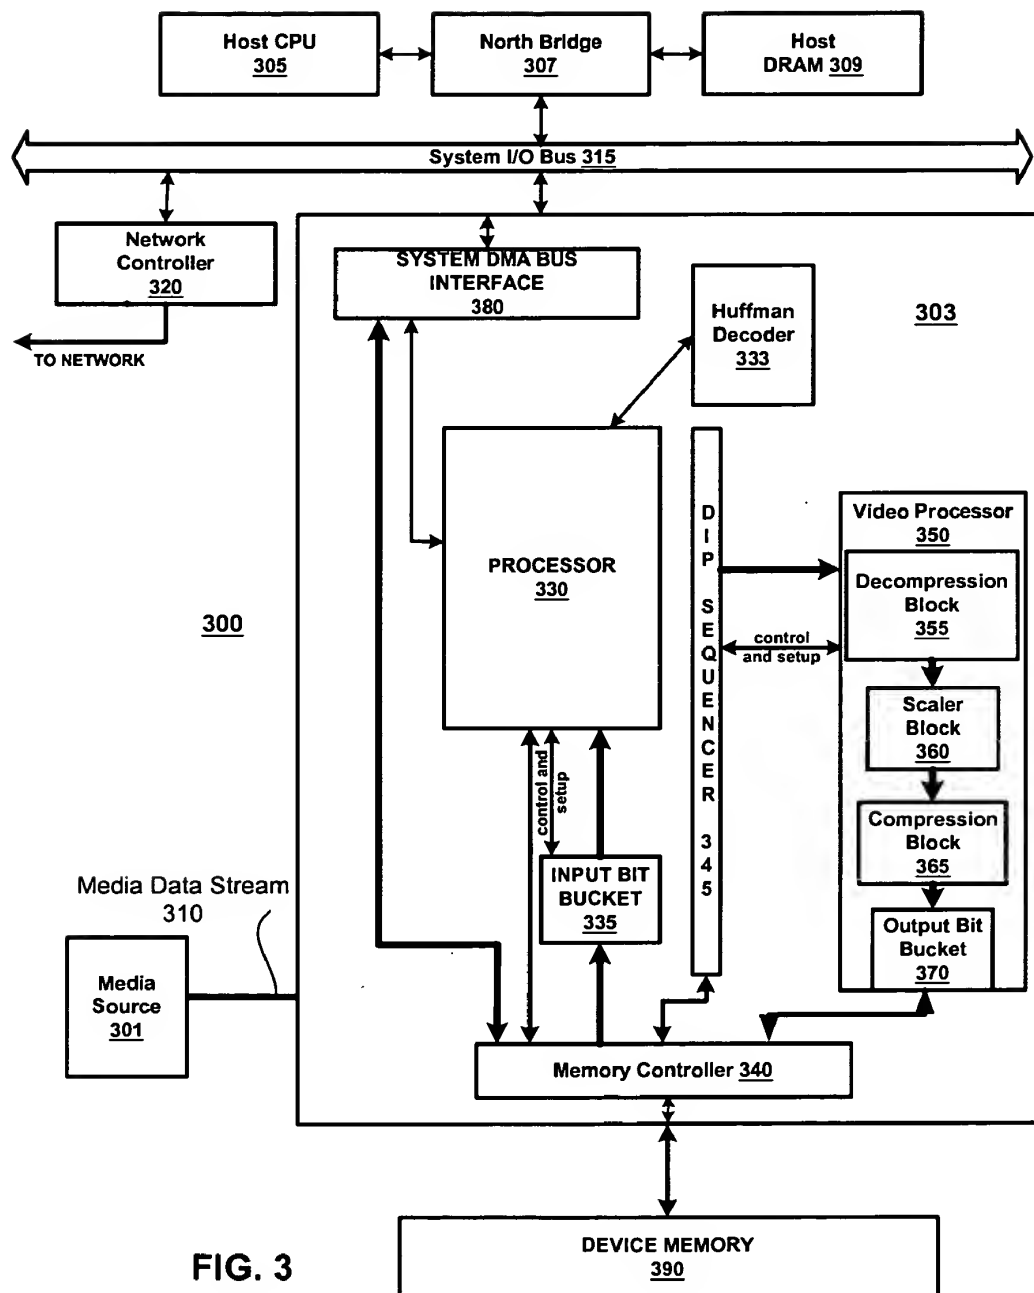 Host CPU
305
North Bridge
307
Host
DRAM 309
System I/O Bus 315
Network
Controller
320
TO NETWORK
SYSTEM DMA BUS
INTERFACE
380
Huffman
Decoder
333
303
PROCESSOR
330
DIP SEQUENCER 345
Video Processor
350
Decompression
Block
355
control
and setup
300
Scaler
Block
360
control and
setup
Compression
Block
365
INPUT BIT
BUCKET
335
Media Data Stream
310
Output Bit
Bucket
370
Media
Source
301
Memory Controller 340
DEVICE MEMORY
390
FIG. 3